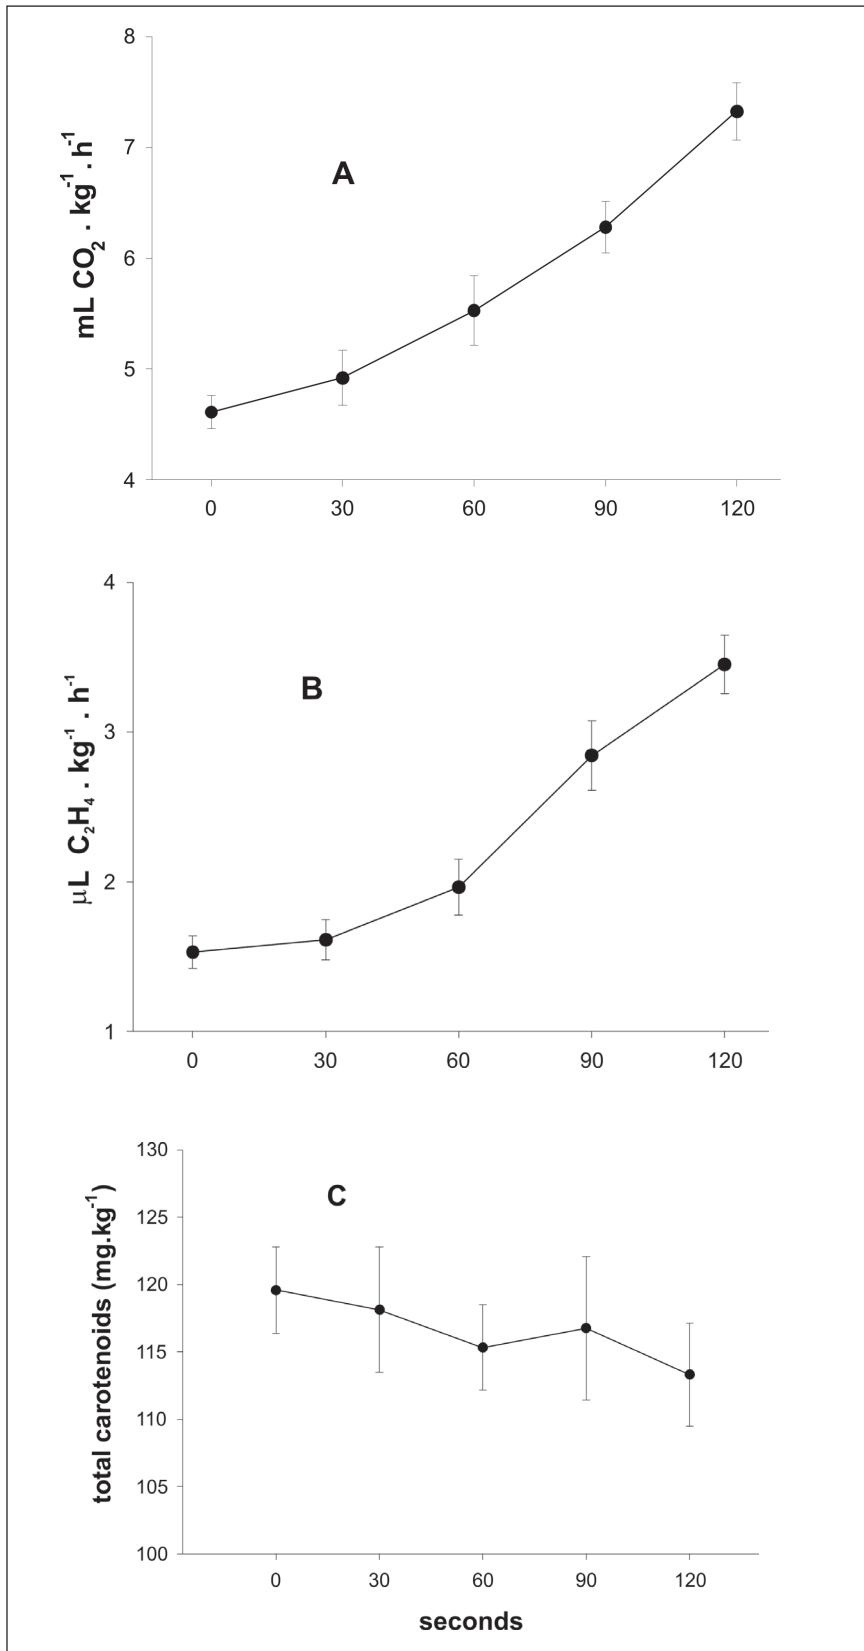 8
7
6
5
4
mL CO₂ . kg⁻¹ . h⁻¹
A
0 30 60 90 120
4
3
2
1
μL C₂H₄ . kg⁻¹ . h⁻¹
B
0 30 60 90 120
130
125
120
115
110
105
100
total carotenoids (mg.kg⁻¹)
C
0 30 60 90 120
seconds